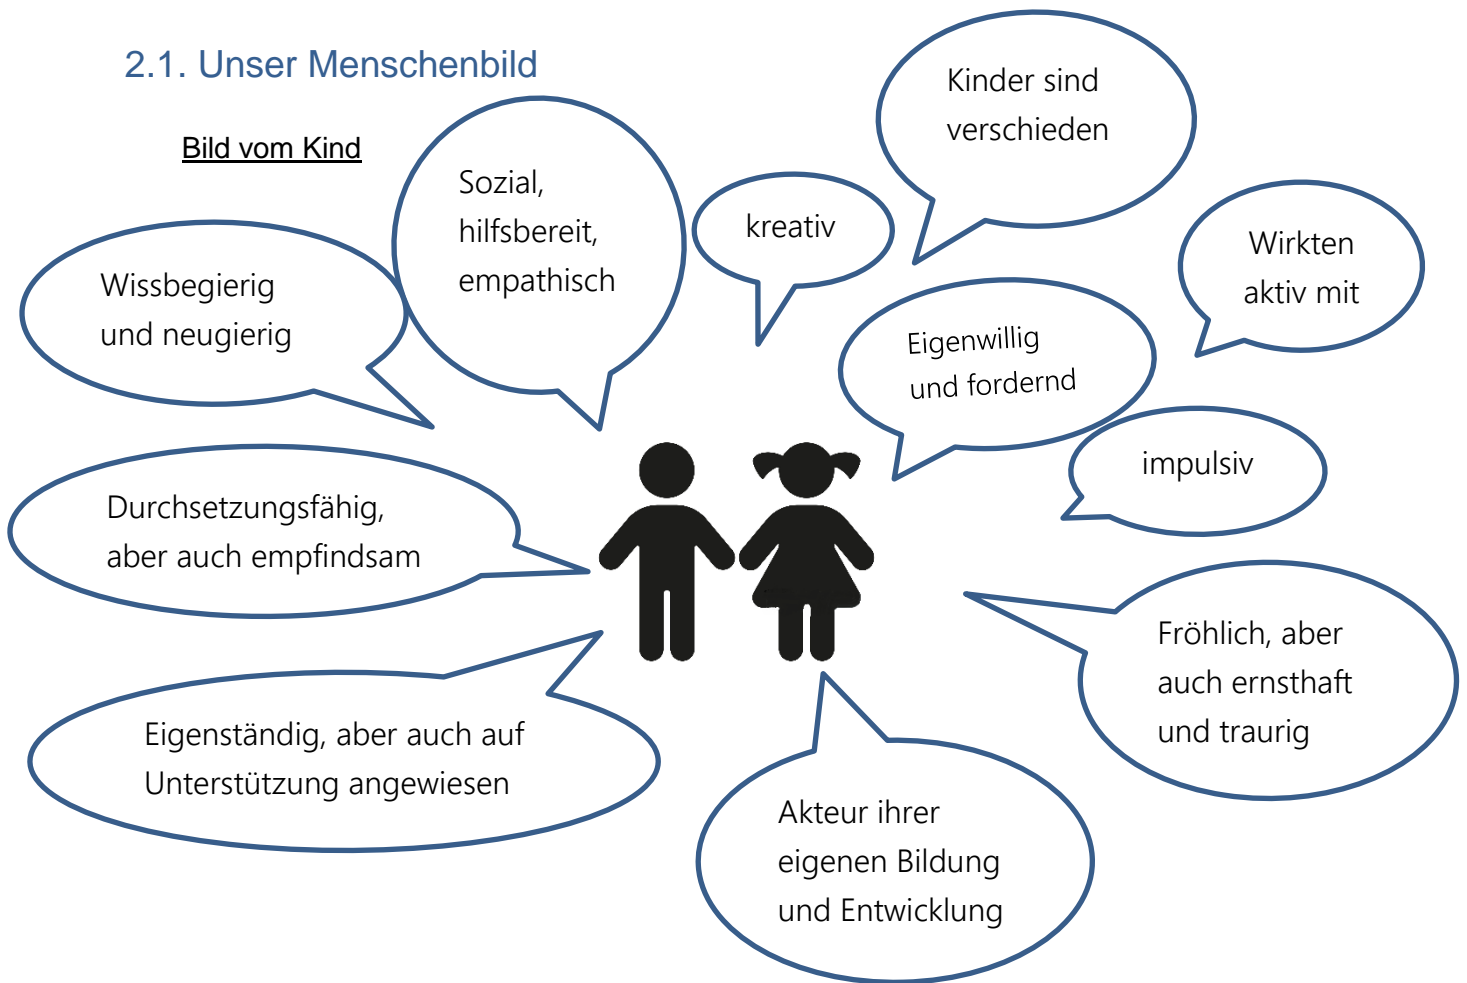 2.1. Unser Menschenbild
Bild vom Kind
Kinder sind
verschieden
Sozial,
hilfsbereit,
empathisch
kreativ
Wirkten
aktiv mit
Wissbegierig
und neugierig
Eigenwillig
und fordernd
impulsiv
Durchsetzungsfähig,
aber auch empfindsam
Fröhlich, aber
auch ernsthaft
und traurig
Eigenständig, aber auch auf
Unterstützung angewiesen
Akteur ihrer
eigenen Bildung
und Entwicklung